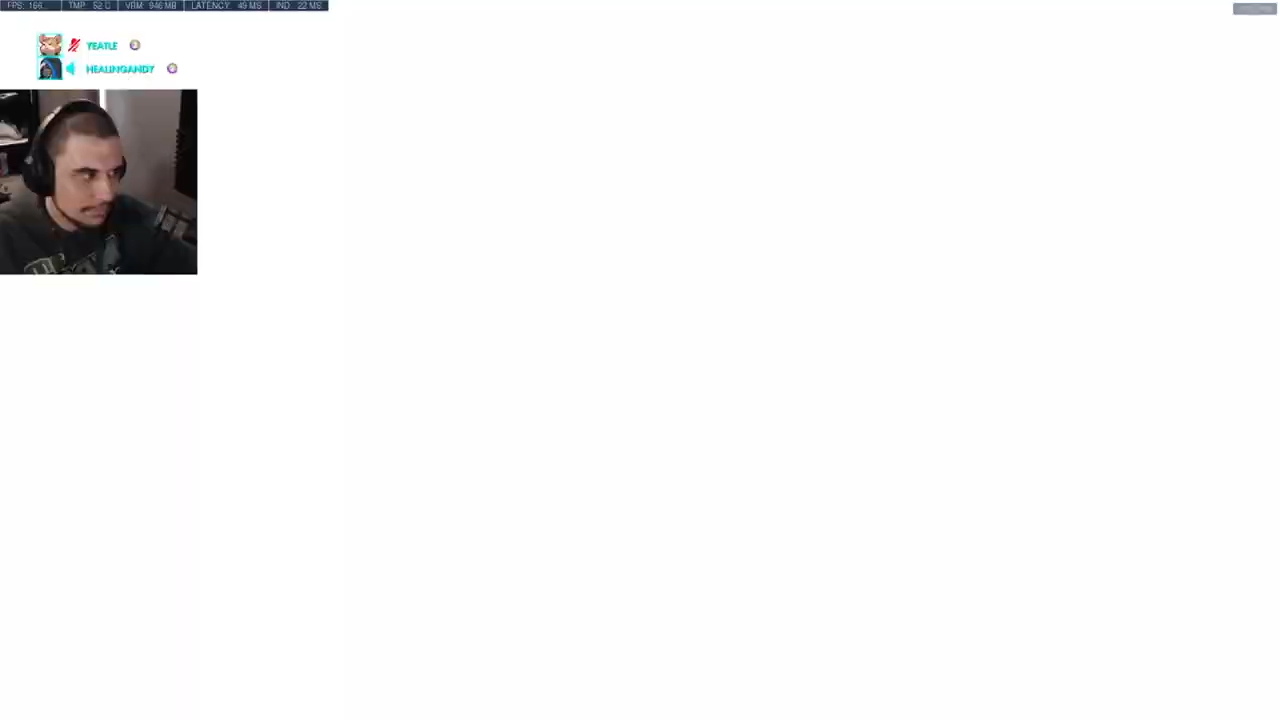 FPS: 166... TMP: 52 C VRM: 946 MB LATENCY: 49 MS IND: 22 MS
YEATLE
HEALINGANDY